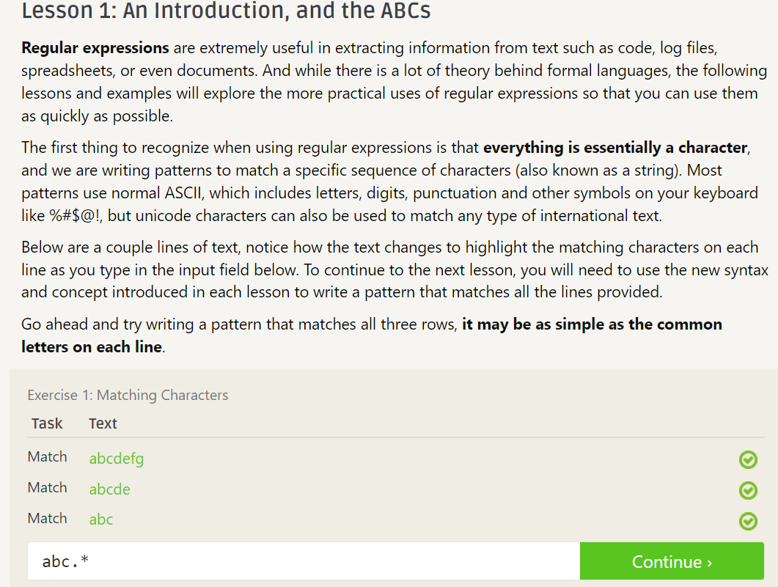 Lesson 1: An Introduction, and the ABCs
Regular expressions are extremely useful in extracting information from text such as code, log files,
spreadsheets, or even documents. And while there is a lot of theory behind formal languages, the following
lessons and examples will explore the more practical uses of regular expressions so that you can use them
as quickly as possible.
The first thing to recognize when using regular expressions is that everything is essentially a character,
and we are writing patterns to match a specific sequence of characters (also known as a string). Most
patterns use normal ASCII, which includes letters, digits, punctuation and other symbols on your keyboard
like %#$@!, but unicode characters can also be used to match any type of international text.
Below are a couple lines of text, notice how the text changes to highlight the matching characters on each
line as you type in the input field below. To continue to the next lesson, you will need to use the new syntax
and concept introduced in each lesson to write a pattern that matches all the lines provided.
Go ahead and try writing a pattern that matches all three rows, it may be as simple as the common
letters on each line.
Exercise 1: Matching Characters
Task Text
Match abcdefg
Match abcde
Match abc
abc.* Continue ›